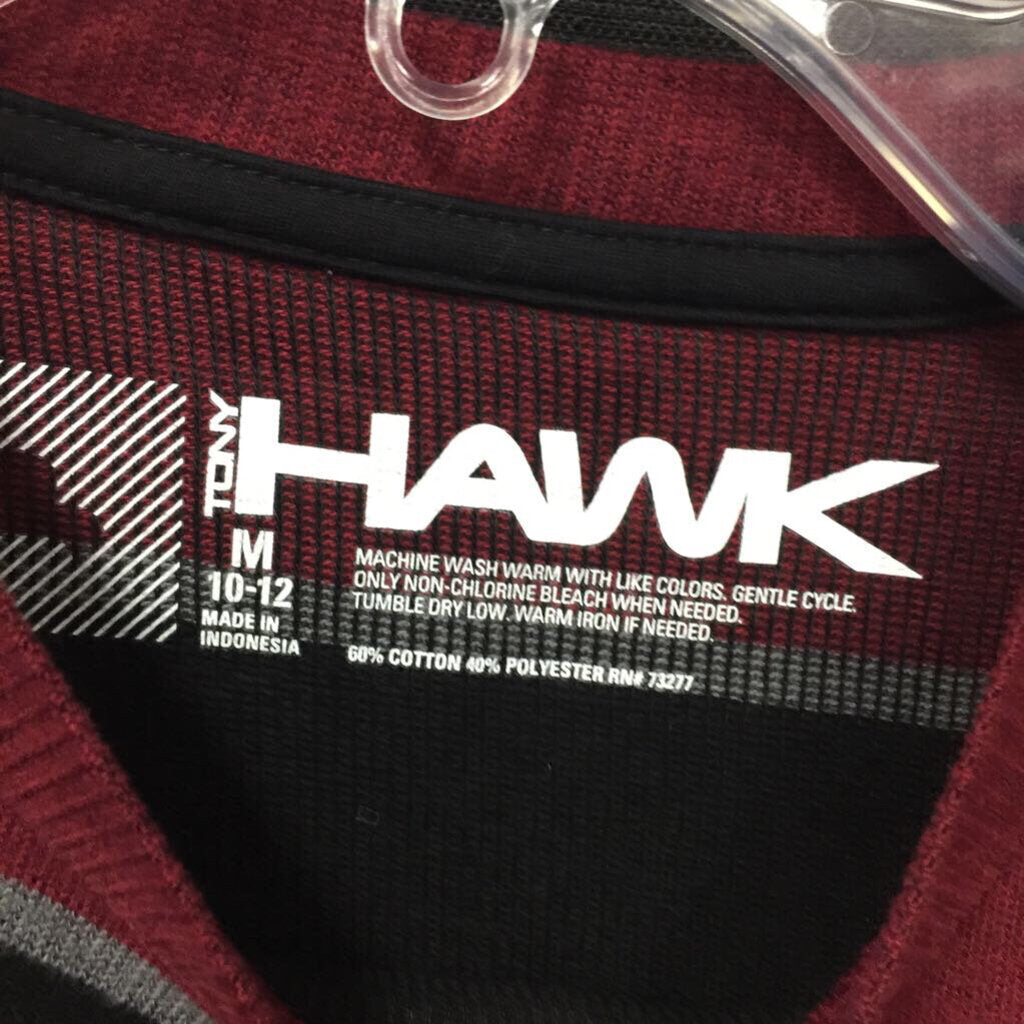 TONY
HAWK
M
10-12
MADE IN
INDONESIA
MACHINE WASH WARM WITH LIKE COLORS. GENTLE CYCLE.
ONLY NON-CHLORINE BLEACH WHEN NEEDED.
TUMBLE DRY LOW. WARM IRON IF NEEDED.
60% COTTON 40% POLYESTER RN# 73277